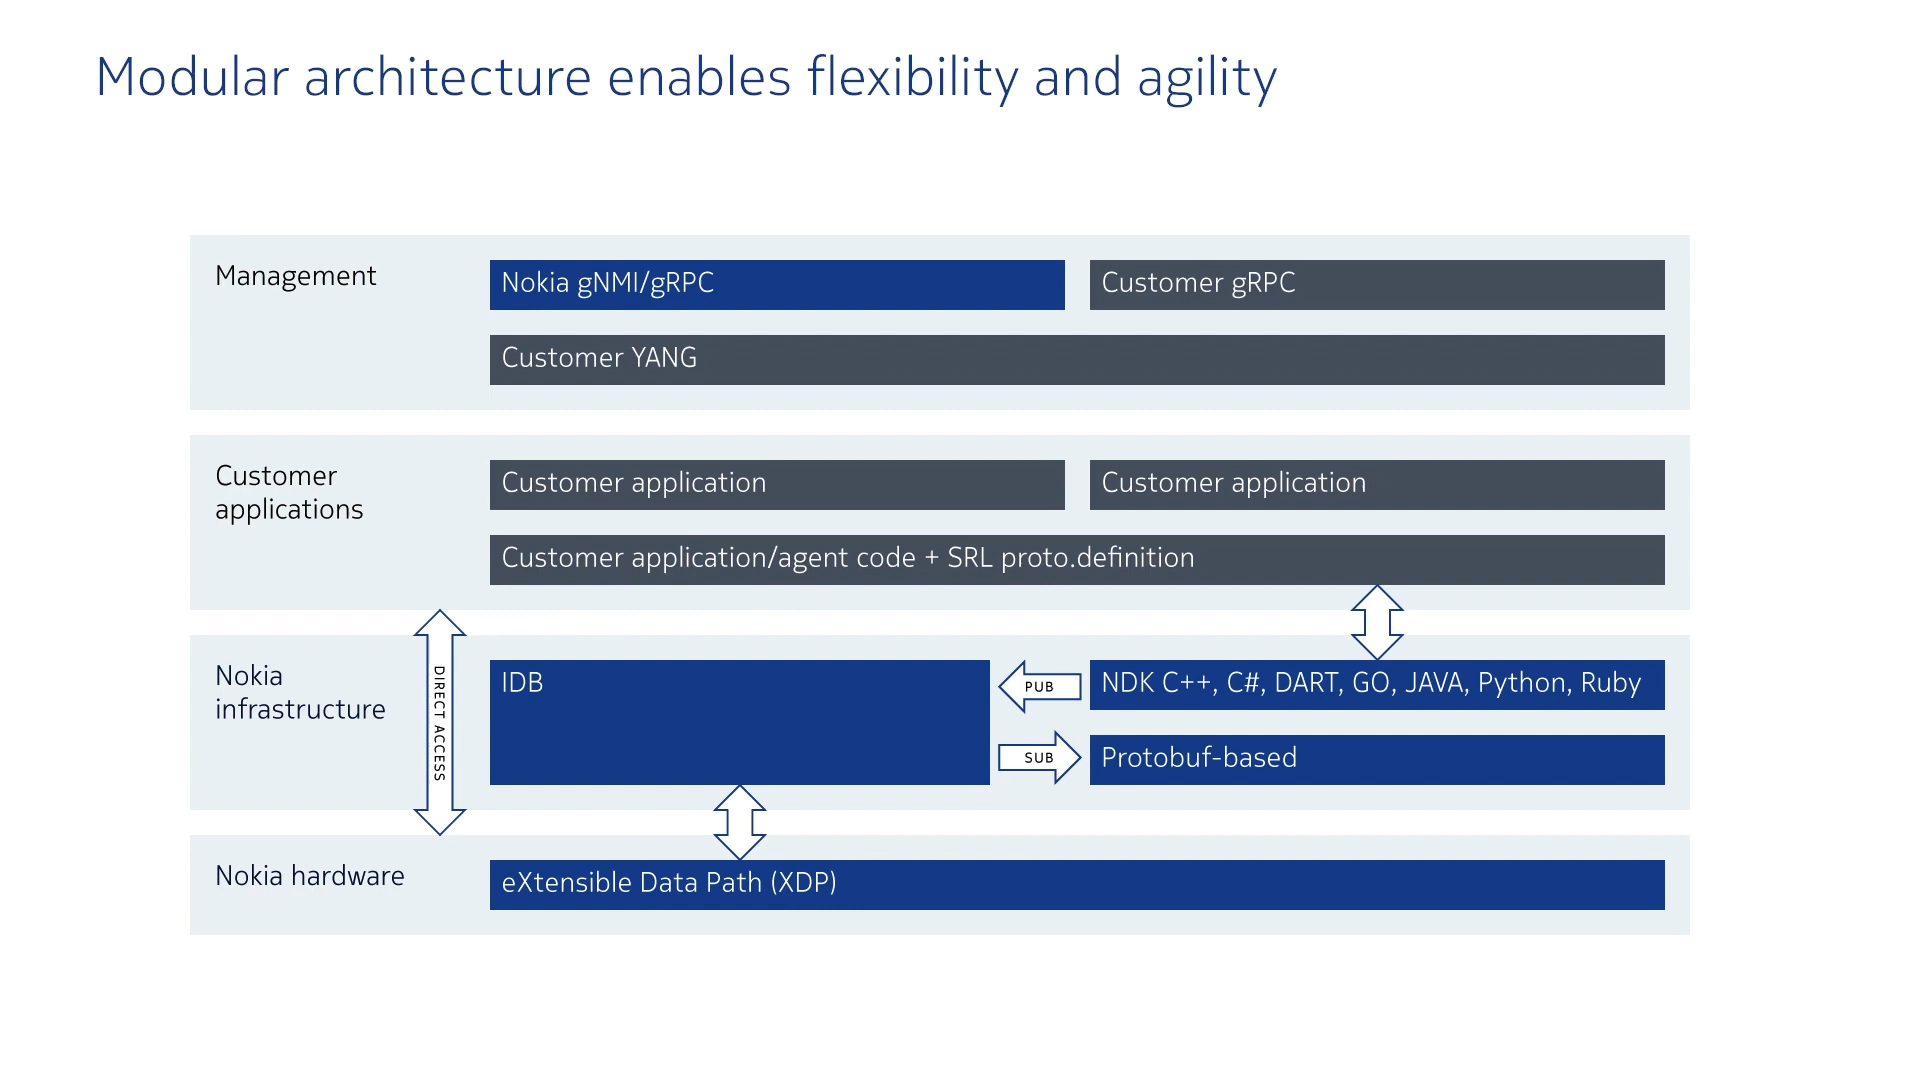 Modular architecture enables flexibility and agility
Management
Nokia gNMI/gRPC
Customer gRPC
Customer YANG
Customer
applications
Customer application
Customer application
Customer application/agent code + SRL proto.definition
Nokia
infrastructure
DIRECT ACCESS
IDB
PUB
NDK C++, C#, DART, GO, JAVA, Python, Ruby
SUB
Protobuf-based
Nokia hardware
eXtensible Data Path (XDP)